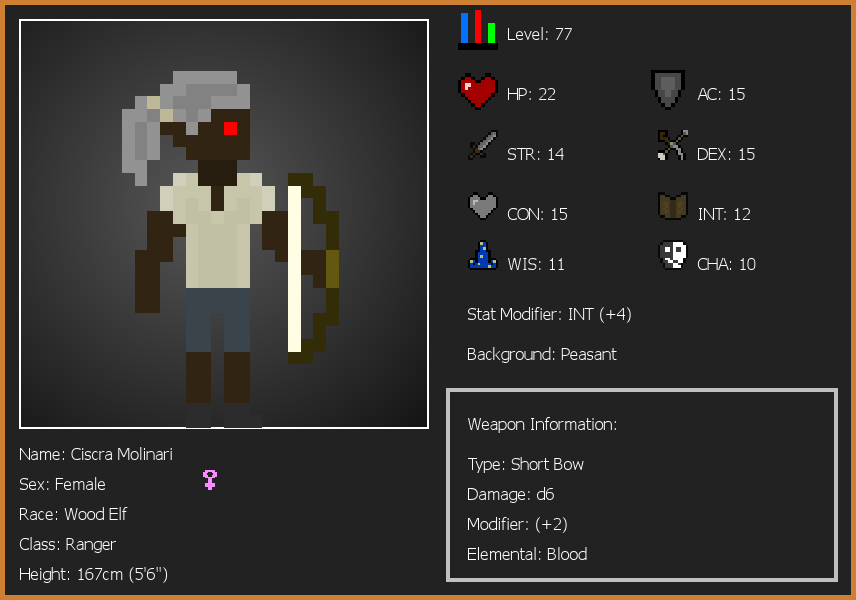 Level: 77
HP: 22
AC: 15
STR: 14
DEX: 15
CON: 15
INT: 12
WIS: 11
CHA: 10
Stat Modifier: INT (+4)
Background: Peasant
Weapon Information:
Type: Short Bow
Damage: d6
Modifier: (+2)
Elemental: Blood
Name: Ciscra Molinari
Sex: Female
Race: Wood Elf
Class: Ranger
Height: 167cm (5'6")